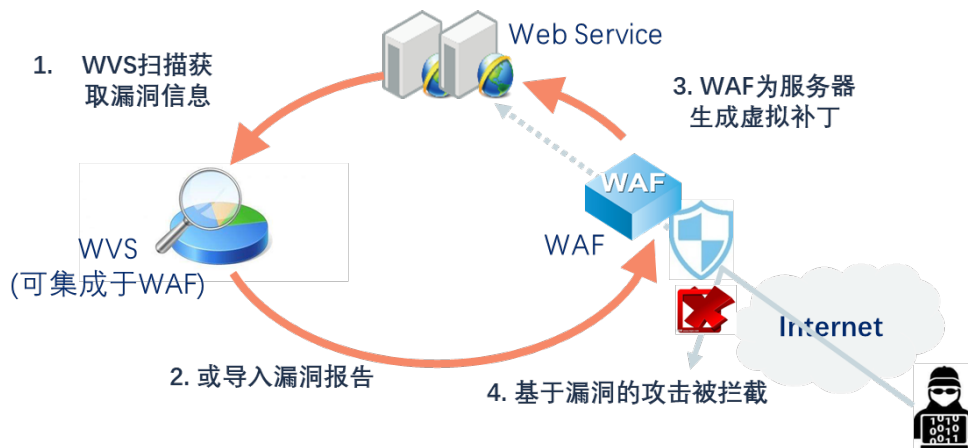 Web Service
1. WVS扫描获
取漏洞信息
3. WAF为服务器
生成虚拟补丁
WAF
WAF
WVS
(可集成于WAF)
Internet
2. 或导入漏洞报告
4. 基于漏洞的攻击被拦截
1010
0010
0011